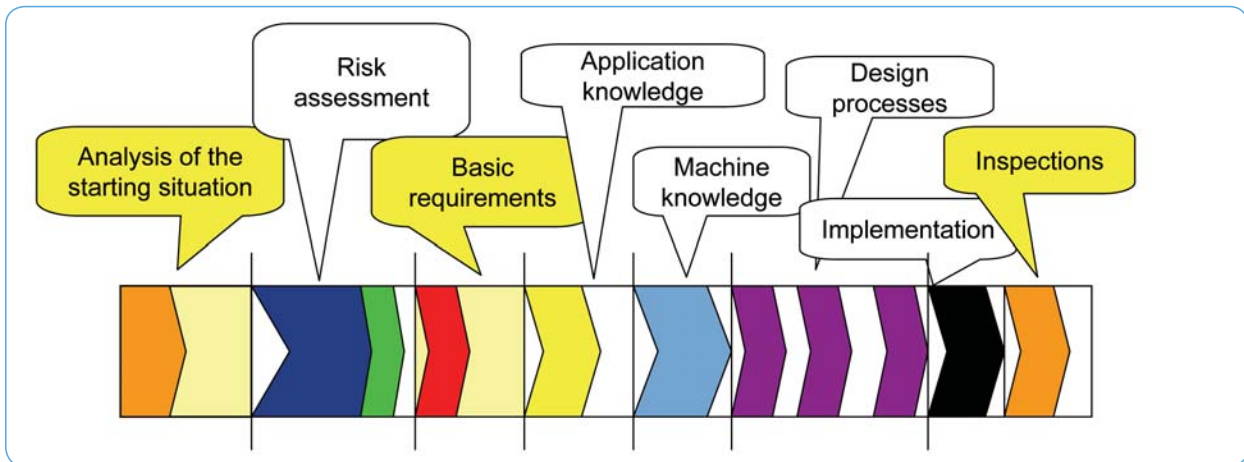 Analysis of the
starting situation
Risk
assessment
Basic
requirements
Application
knowledge
Machine
knowledge
Design
processes
Implementation
Inspections